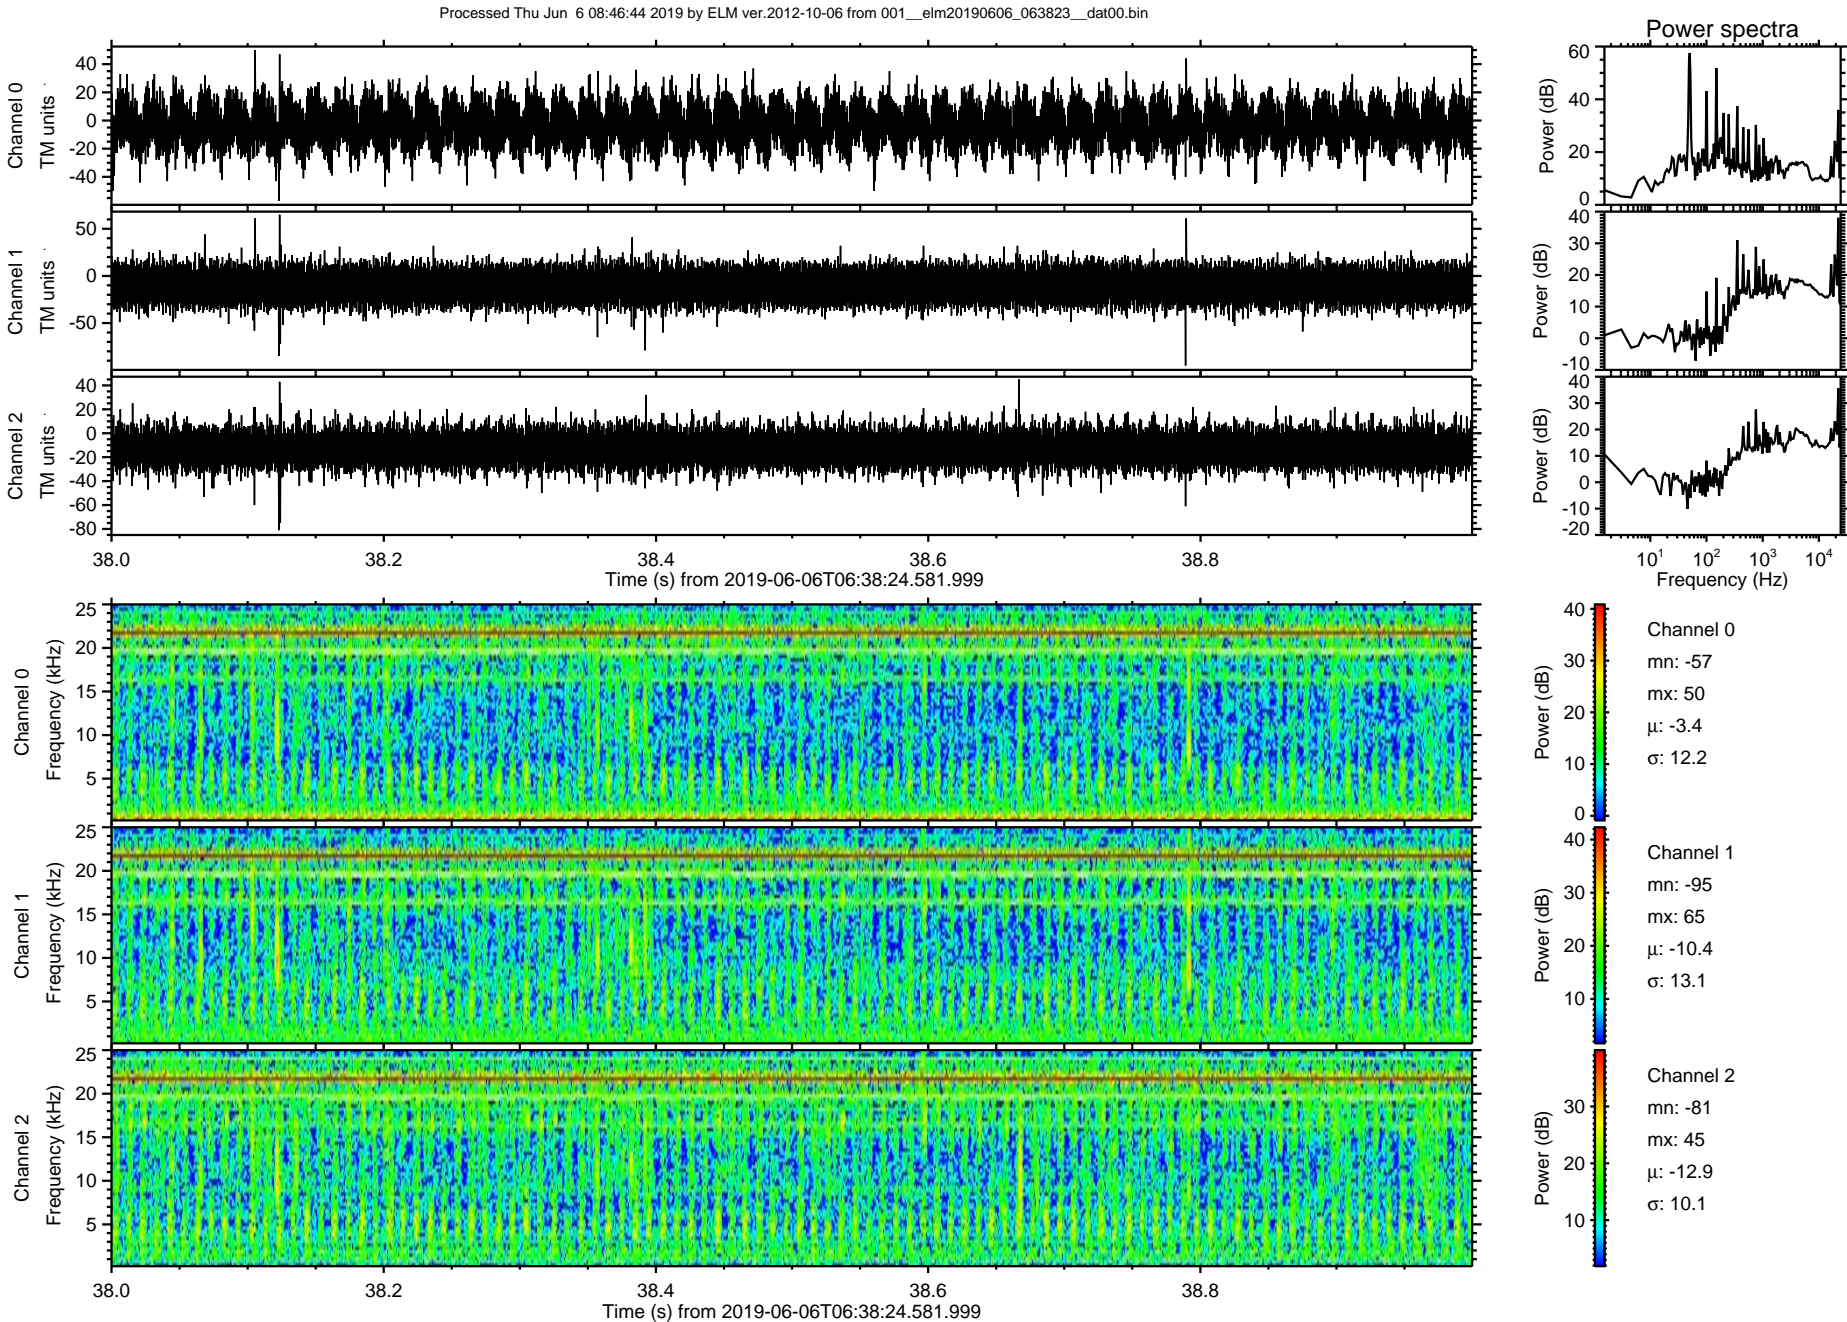 Processed Thu Jun  6 08:46:44 2019 by ELM ver.2012-10-06 from 001__elm20190606_063823__dat00.bin
Power spectra
Channel 0
TM units
40
20
0
-20
-40
Power (dB)
60
40
20
0
Channel 1
TM units
50
0
-50
Power (dB)
40
30
20
10
0
-10
Channel 2
TM units
40
20
0
-20
-40
-60
-80
Power (dB)
40
30
20
10
0
-10
-20
38.0 38.2 38.4 38.6 38.8
Time (s) from 2019-06-06T06:38:24.581.999
10¹ 10² 10³ 10⁴
Frequency (Hz)
Channel 0
Frequency (kHz)
25
20
15
10
5
Power (dB)
40
30
20
10
0
Channel 0
mn: -57
mx: 50
μ: -3.4
σ: 12.2
Channel 1
Frequency (kHz)
25
20
15
10
5
Power (dB)
40
30
20
10
Channel 1
mn: -95
mx: 65
μ: -10.4
σ: 13.1
Channel 2
Frequency (kHz)
25
20
15
10
5
Power (dB)
30
20
10
Channel 2
mn: -81
mx: 45
μ: -12.9
σ: 10.1
38.0 38.2 38.4 38.6 38.8
Time (s) from 2019-06-06T06:38:24.581.999